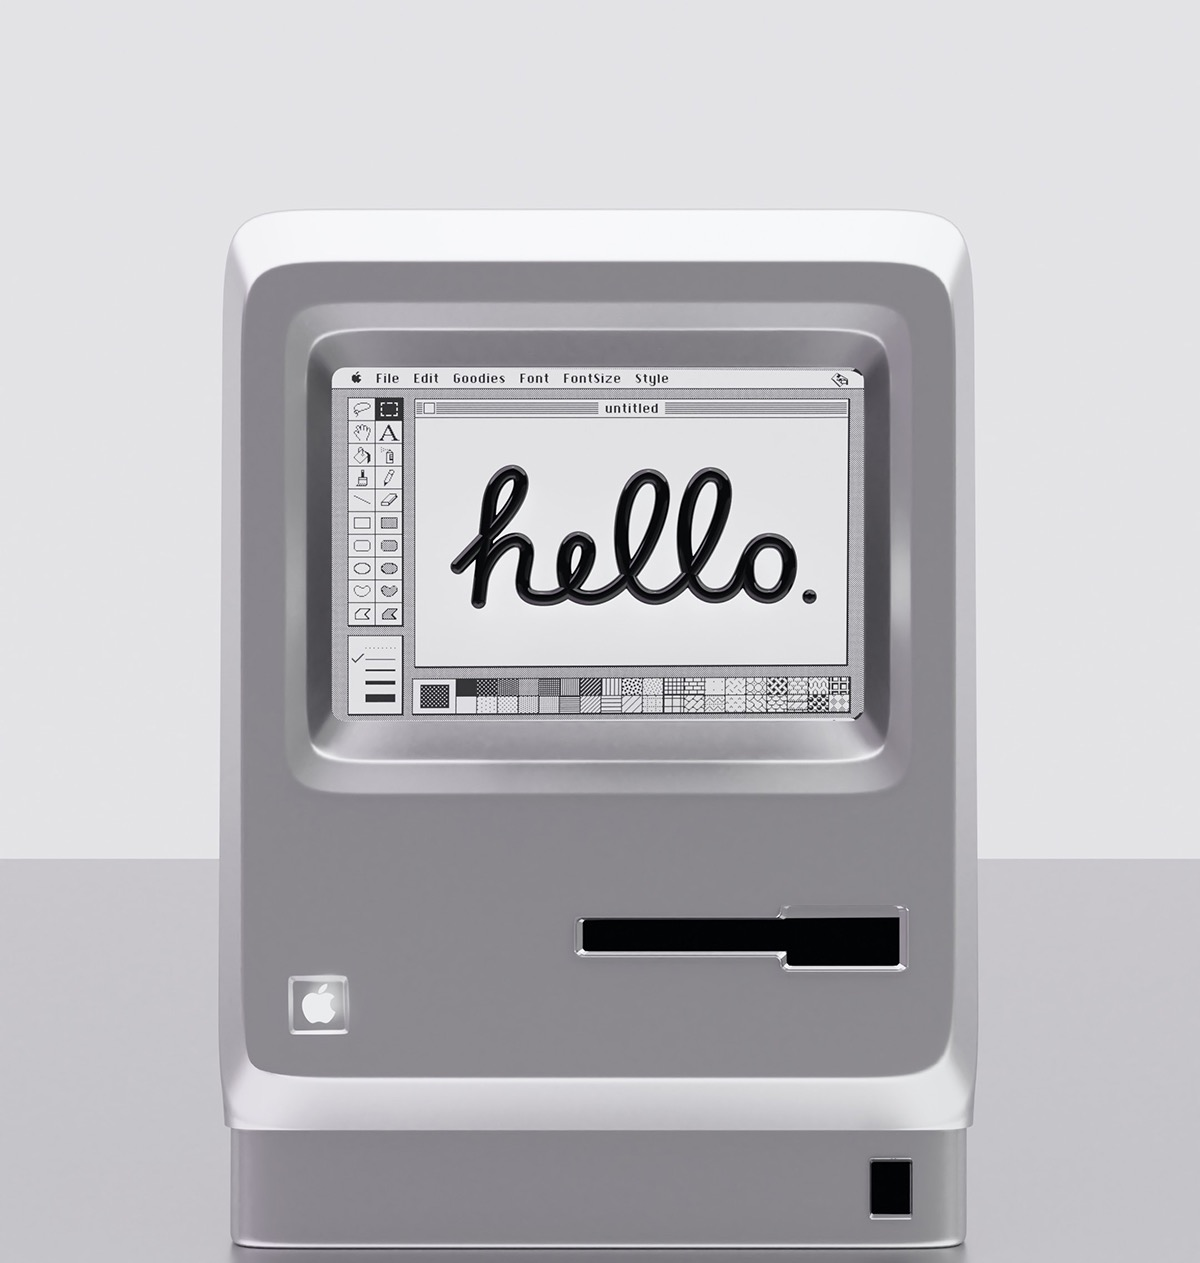 File Edit Goodies Font FontSize Style
untitled
A
hello.